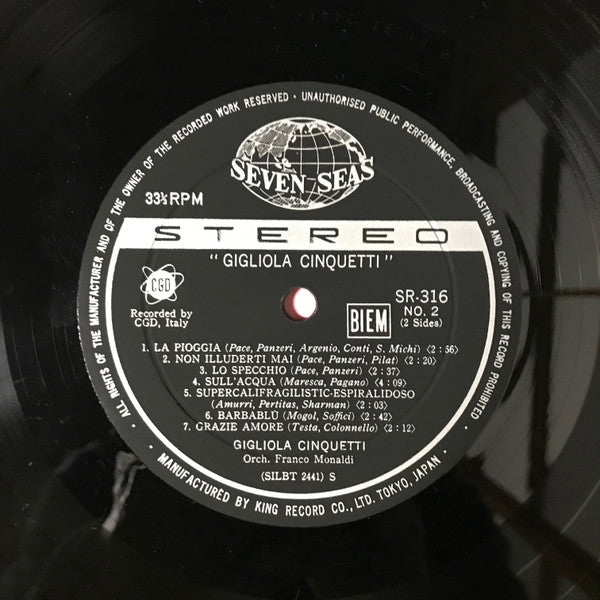 ALL RIGHTS OF THE MANUFACTURER AND OF THE OWNER OF THE RECORDED WORK RESERVED · UNAUTHORISED PUBLIC PERFORMANCE, BROADCASTING AND COPYING OF THIS RECORD PROHIBITED
SEVEN SEAS
33⅓ RPM
STEREO
"GIGLIOLA CINQUETTI"
CGD
Recorded by
CGD, Italy
BIEM
SR-316
NO. 2
(2 Sides)
1. LA PIOGGIA (Pace, Panzeri, Argenio, Conti, S. Michi) (2:56)
2. NON ILLUDERTI MAI (Pace, Panzeri, Pilat) (2:20)
3. LO SPECCHIO (Pace, Panzeri) (2:37)
4. SULL'ACQUA (Maresca, Pagano) (4:09)
5. SUPERCALIFRAGILISTIC-ESPIRALIDOSO
(Amurri, Pertitas, Sharman) (2:03)
6. BARBABLÙ (Mogol, Soffici) (2:42)
7. GRAZIE AMORE (Testa, Colonnello) (2:12)
GIGLIOLA CINQUETTI
Orch. Franco Monaldi
(SILBT 2441) S
MANUFACTURED BY KING RECORD CO., LTD. TOKYO, JAPAN